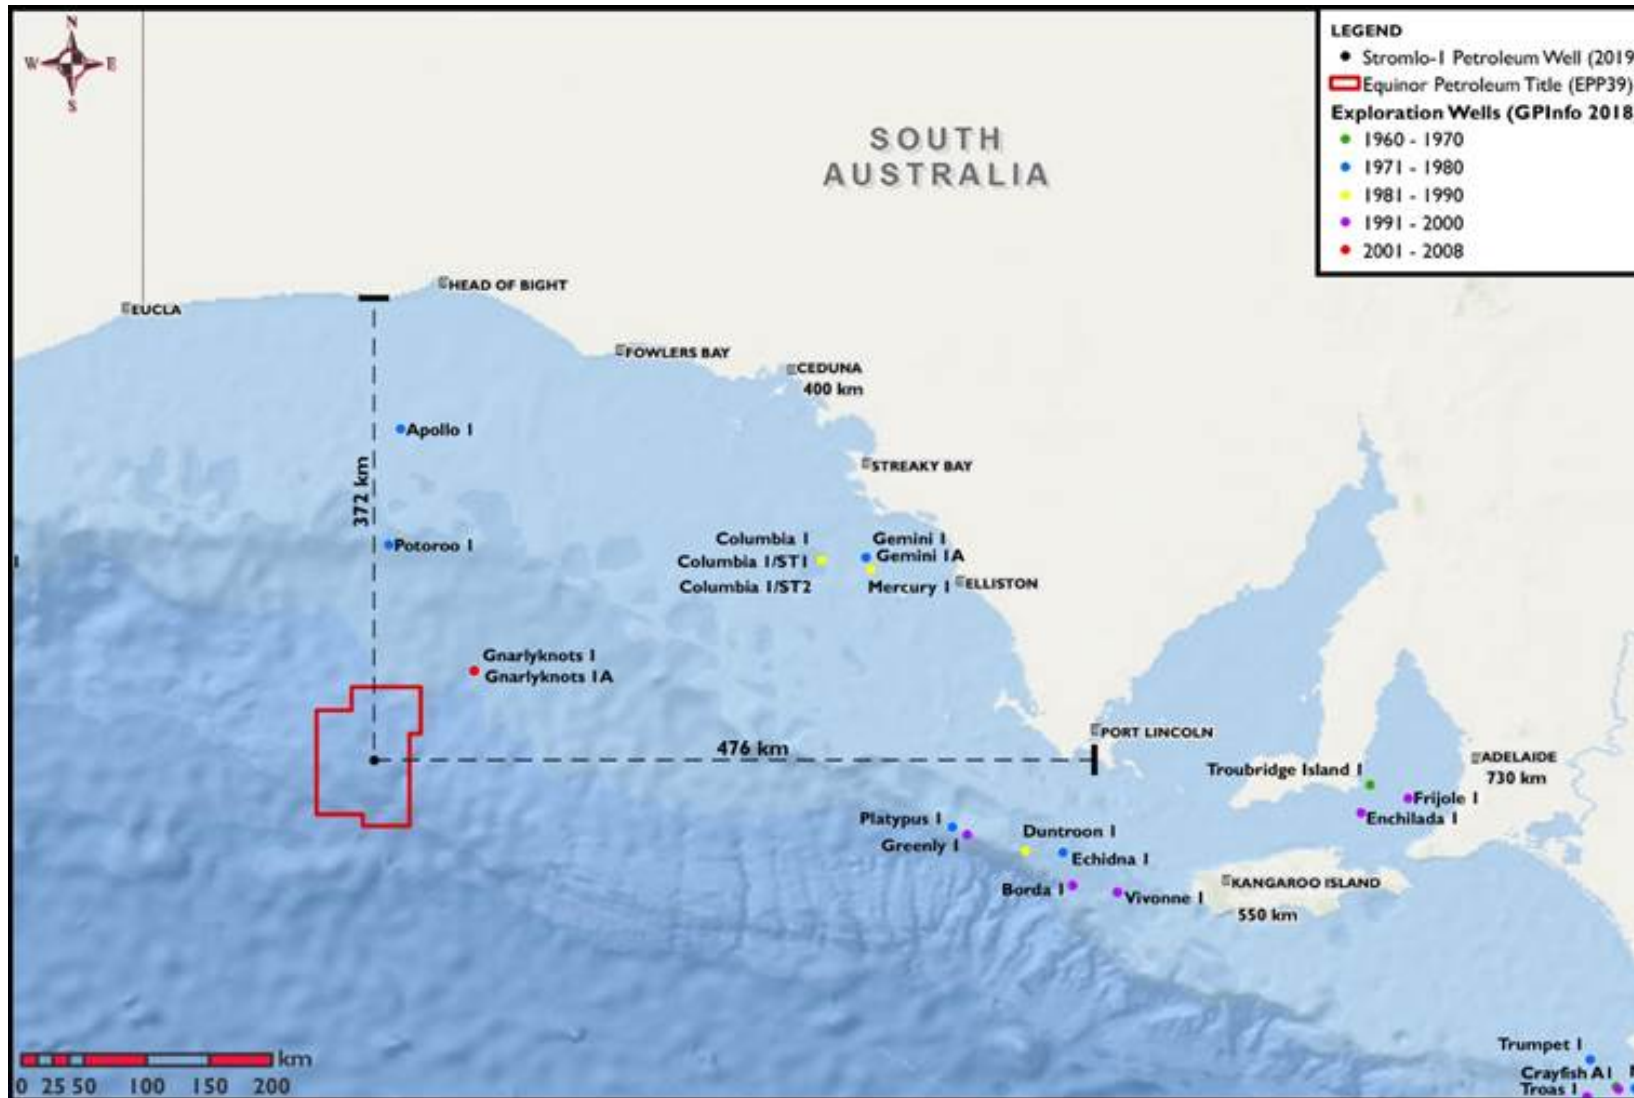 N
W E
S
LEGEND
Stromlo-1 Petroleum Well (2019
Equinor Petroleum Title (EPP39)
Exploration Wells (GPInfo 2018)
1960 - 1970
1971 - 1980
1981 - 1990
1991 - 2000
2001 - 2008
SOUTH
AUSTRALIA
HEAD OF BIGHT
EUCLA
FOWLERS BAY
CEDUNA
400 km
Apollo 1
STREAKY BAY
372 km
Potoroo 1
Columbia 1
Columbia 1/ST1
Columbia 1/ST2
Gemini 1
Gemini 1A
Mercury 1
ELLISTON
Gnarlyknots 1
Gnarlyknots 1A
476 km
PORT LINCOLN
ADELAIDE
730 km
Troubridge Island 1
Frijole 1
Enchilada 1
Platypus 1
Greenly 1
Duntroon 1
Echidna 1
Borda 1
Vivonne 1
KANGAROO ISLAND
550 km
Trumpet 1
Crayfish A1
Troas 1
km
0 25 50 100 150 200